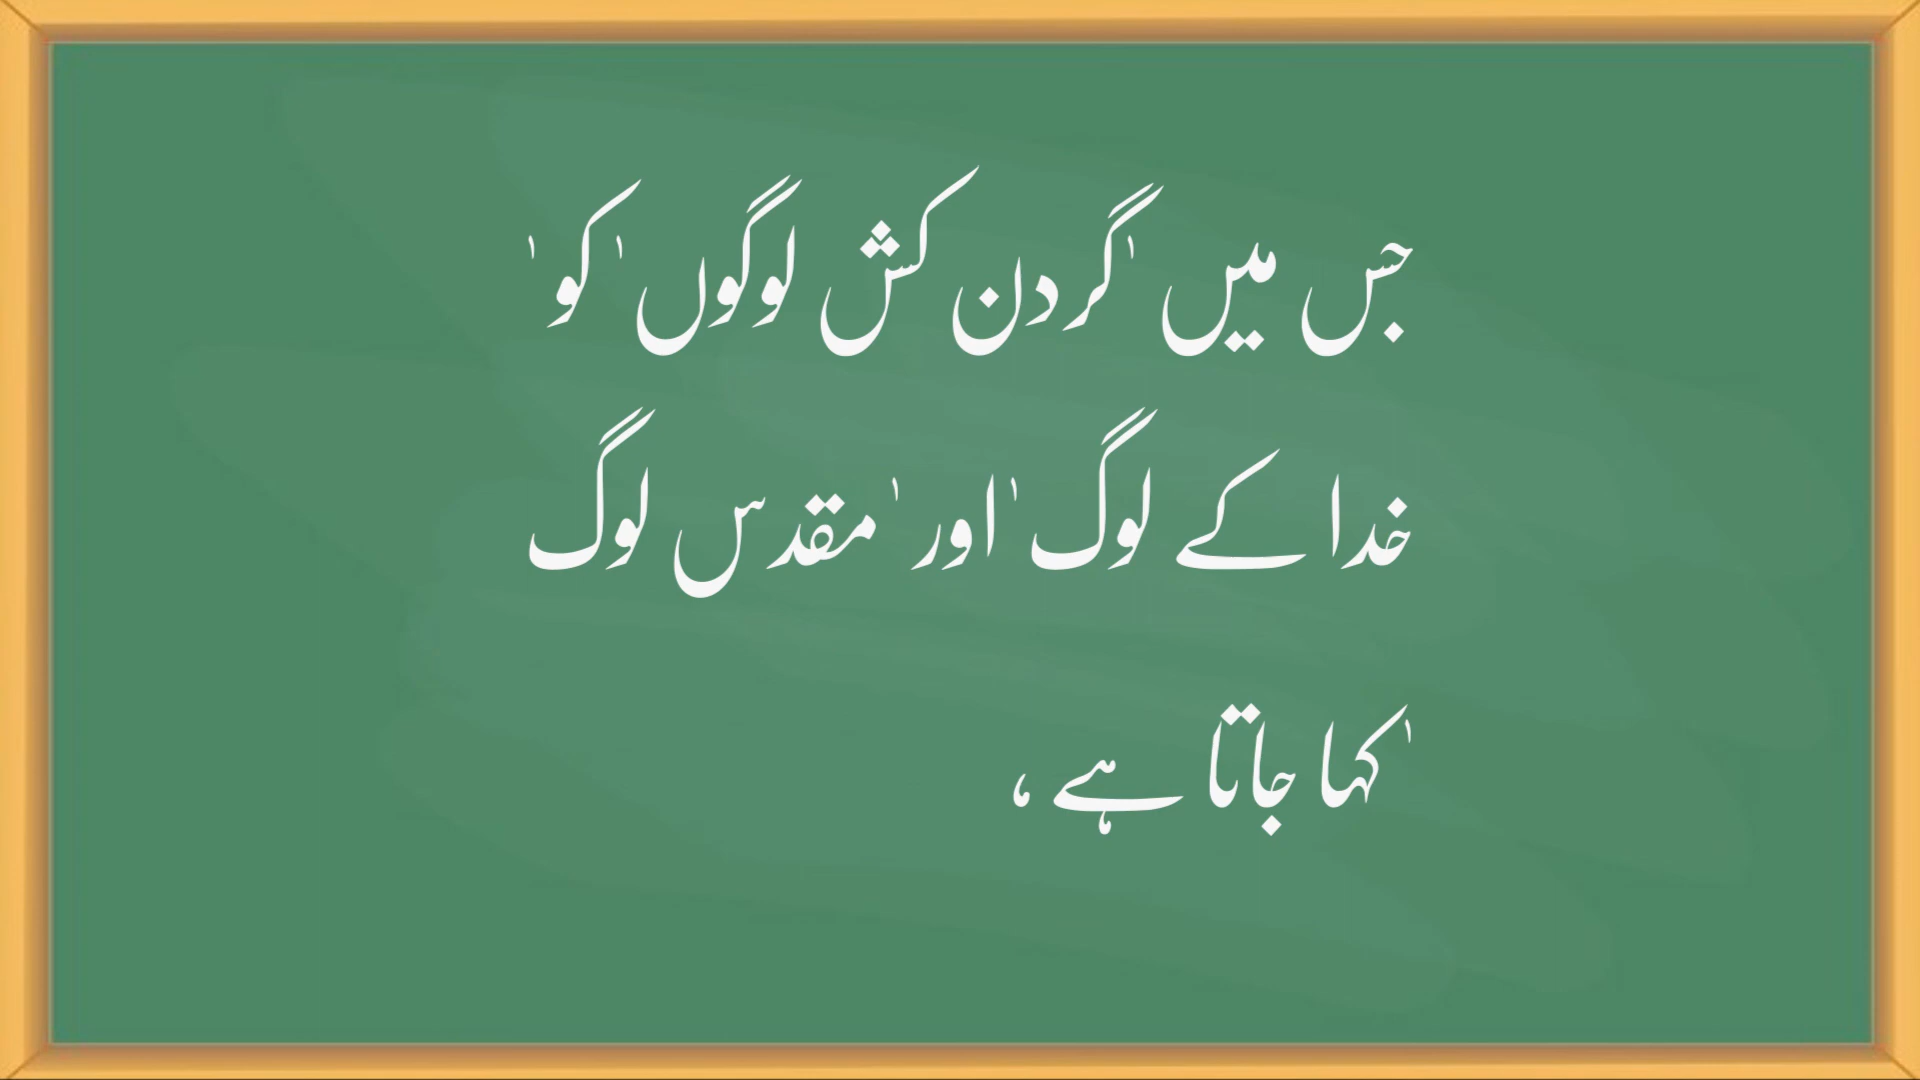 جس میں 'گردن کش لوگوں' کو '
خدا کے لوگ' اور 'مقدس لوگ
' کہا جاتا ہے ،